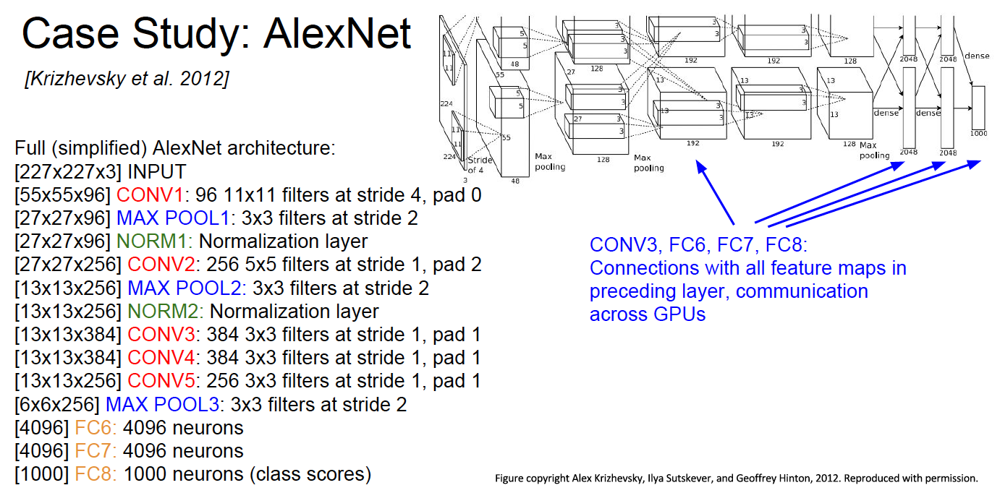 Case Study: AlexNet
[Krizhevsky et al. 2012]
Full (simplified) AlexNet architecture:
[227x227x3] INPUT
[55x55x96] CONV1: 96 11x11 filters at stride 4, pad 0
[27x27x96] MAX POOL1: 3x3 filters at stride 2
[27x27x96] NORM1: Normalization layer
[27x27x256] CONV2: 256 5x5 filters at stride 1, pad 2
[13x13x256] MAX POOL2: 3x3 filters at stride 2
[13x13x256] NORM2: Normalization layer
[13x13x384] CONV3: 384 3x3 filters at stride 1, pad 1
[13x13x384] CONV4: 384 3x3 filters at stride 1, pad 1
[13x13x256] CONV5: 256 3x3 filters at stride 1, pad 1
[6x6x256] MAX POOL3: 3x3 filters at stride 2
[4096] FC6: 4096 neurons
[4096] FC7: 4096 neurons
[1000] FC8: 1000 neurons (class scores)
11
11
5
5
48
3
3
3
128
3
3
192
3
3
192
128
2048
2048
dense
224
11
11
224
3
Stride
of 4
55
5
5
55
48
Max
pooling
27
3
3
27
3
3
128
Max
pooling
13
3
13
3
192
13
3
13
3
192
13
13
128
Max
pooling
dense
dense
2048
2048
1000
CONV3, FC6, FC7, FC8:
Connections with all feature maps in
preceding layer, communication
across GPUs
Figure copyright Alex Krizhevsky, Ilya Sutskever, and Geoffrey Hinton, 2012. Reproduced with permission.